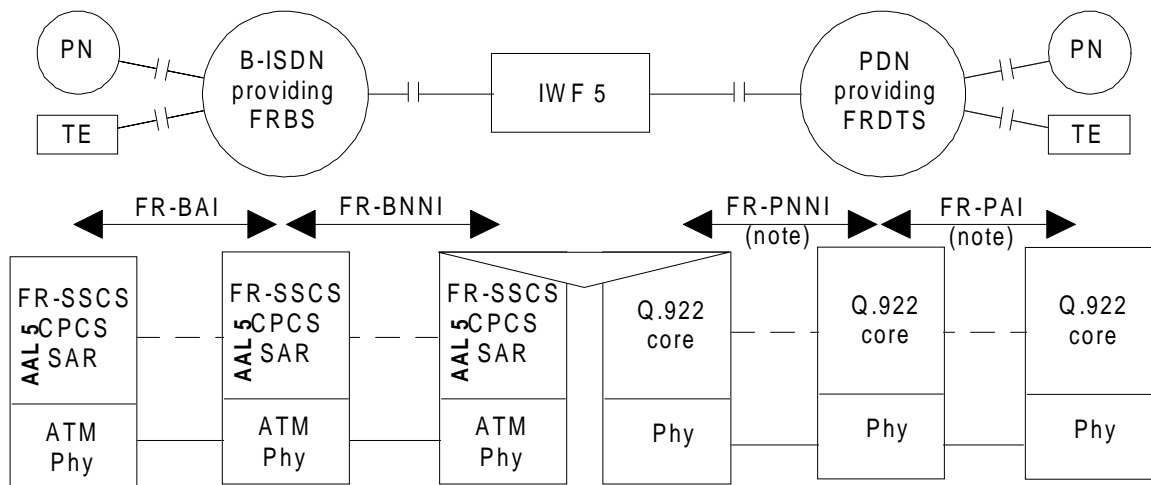 PN
B-ISDN
providing
FRBS
IWF 5
PDN
providing
FRDTS
PN
TE
TE
FR-BAI
FR-BNNI
FR-PNNI
(note)
FR-PAI
(note)
FR-SSCS
CPCS
SAR
AAL 5
ATM
Phy
FR-SSCS
CPCS
SAR
AAL 5
ATM
Phy
FR-SSCS
CPCS
SAR
AAL 5
ATM
Phy
Q.922
core
Phy
Q.922
core
Phy
Q.922
core
Phy